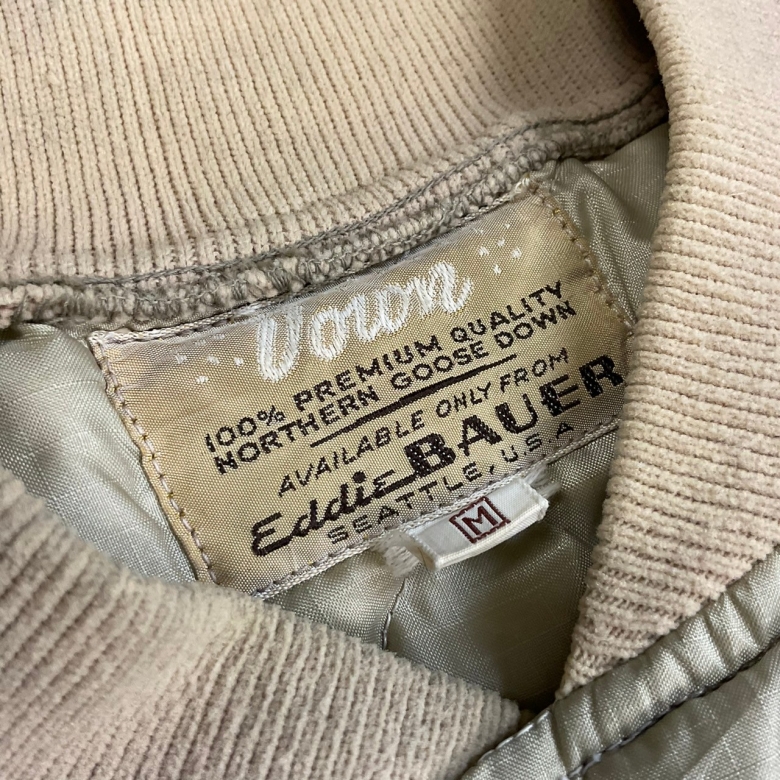 Down
100% PREMIUM QUALITY
NORTHERN GOOSE DOWN
AVAILABLE ONLY FROM
Eddie BAUER
SEATTLE, U.S.A
M